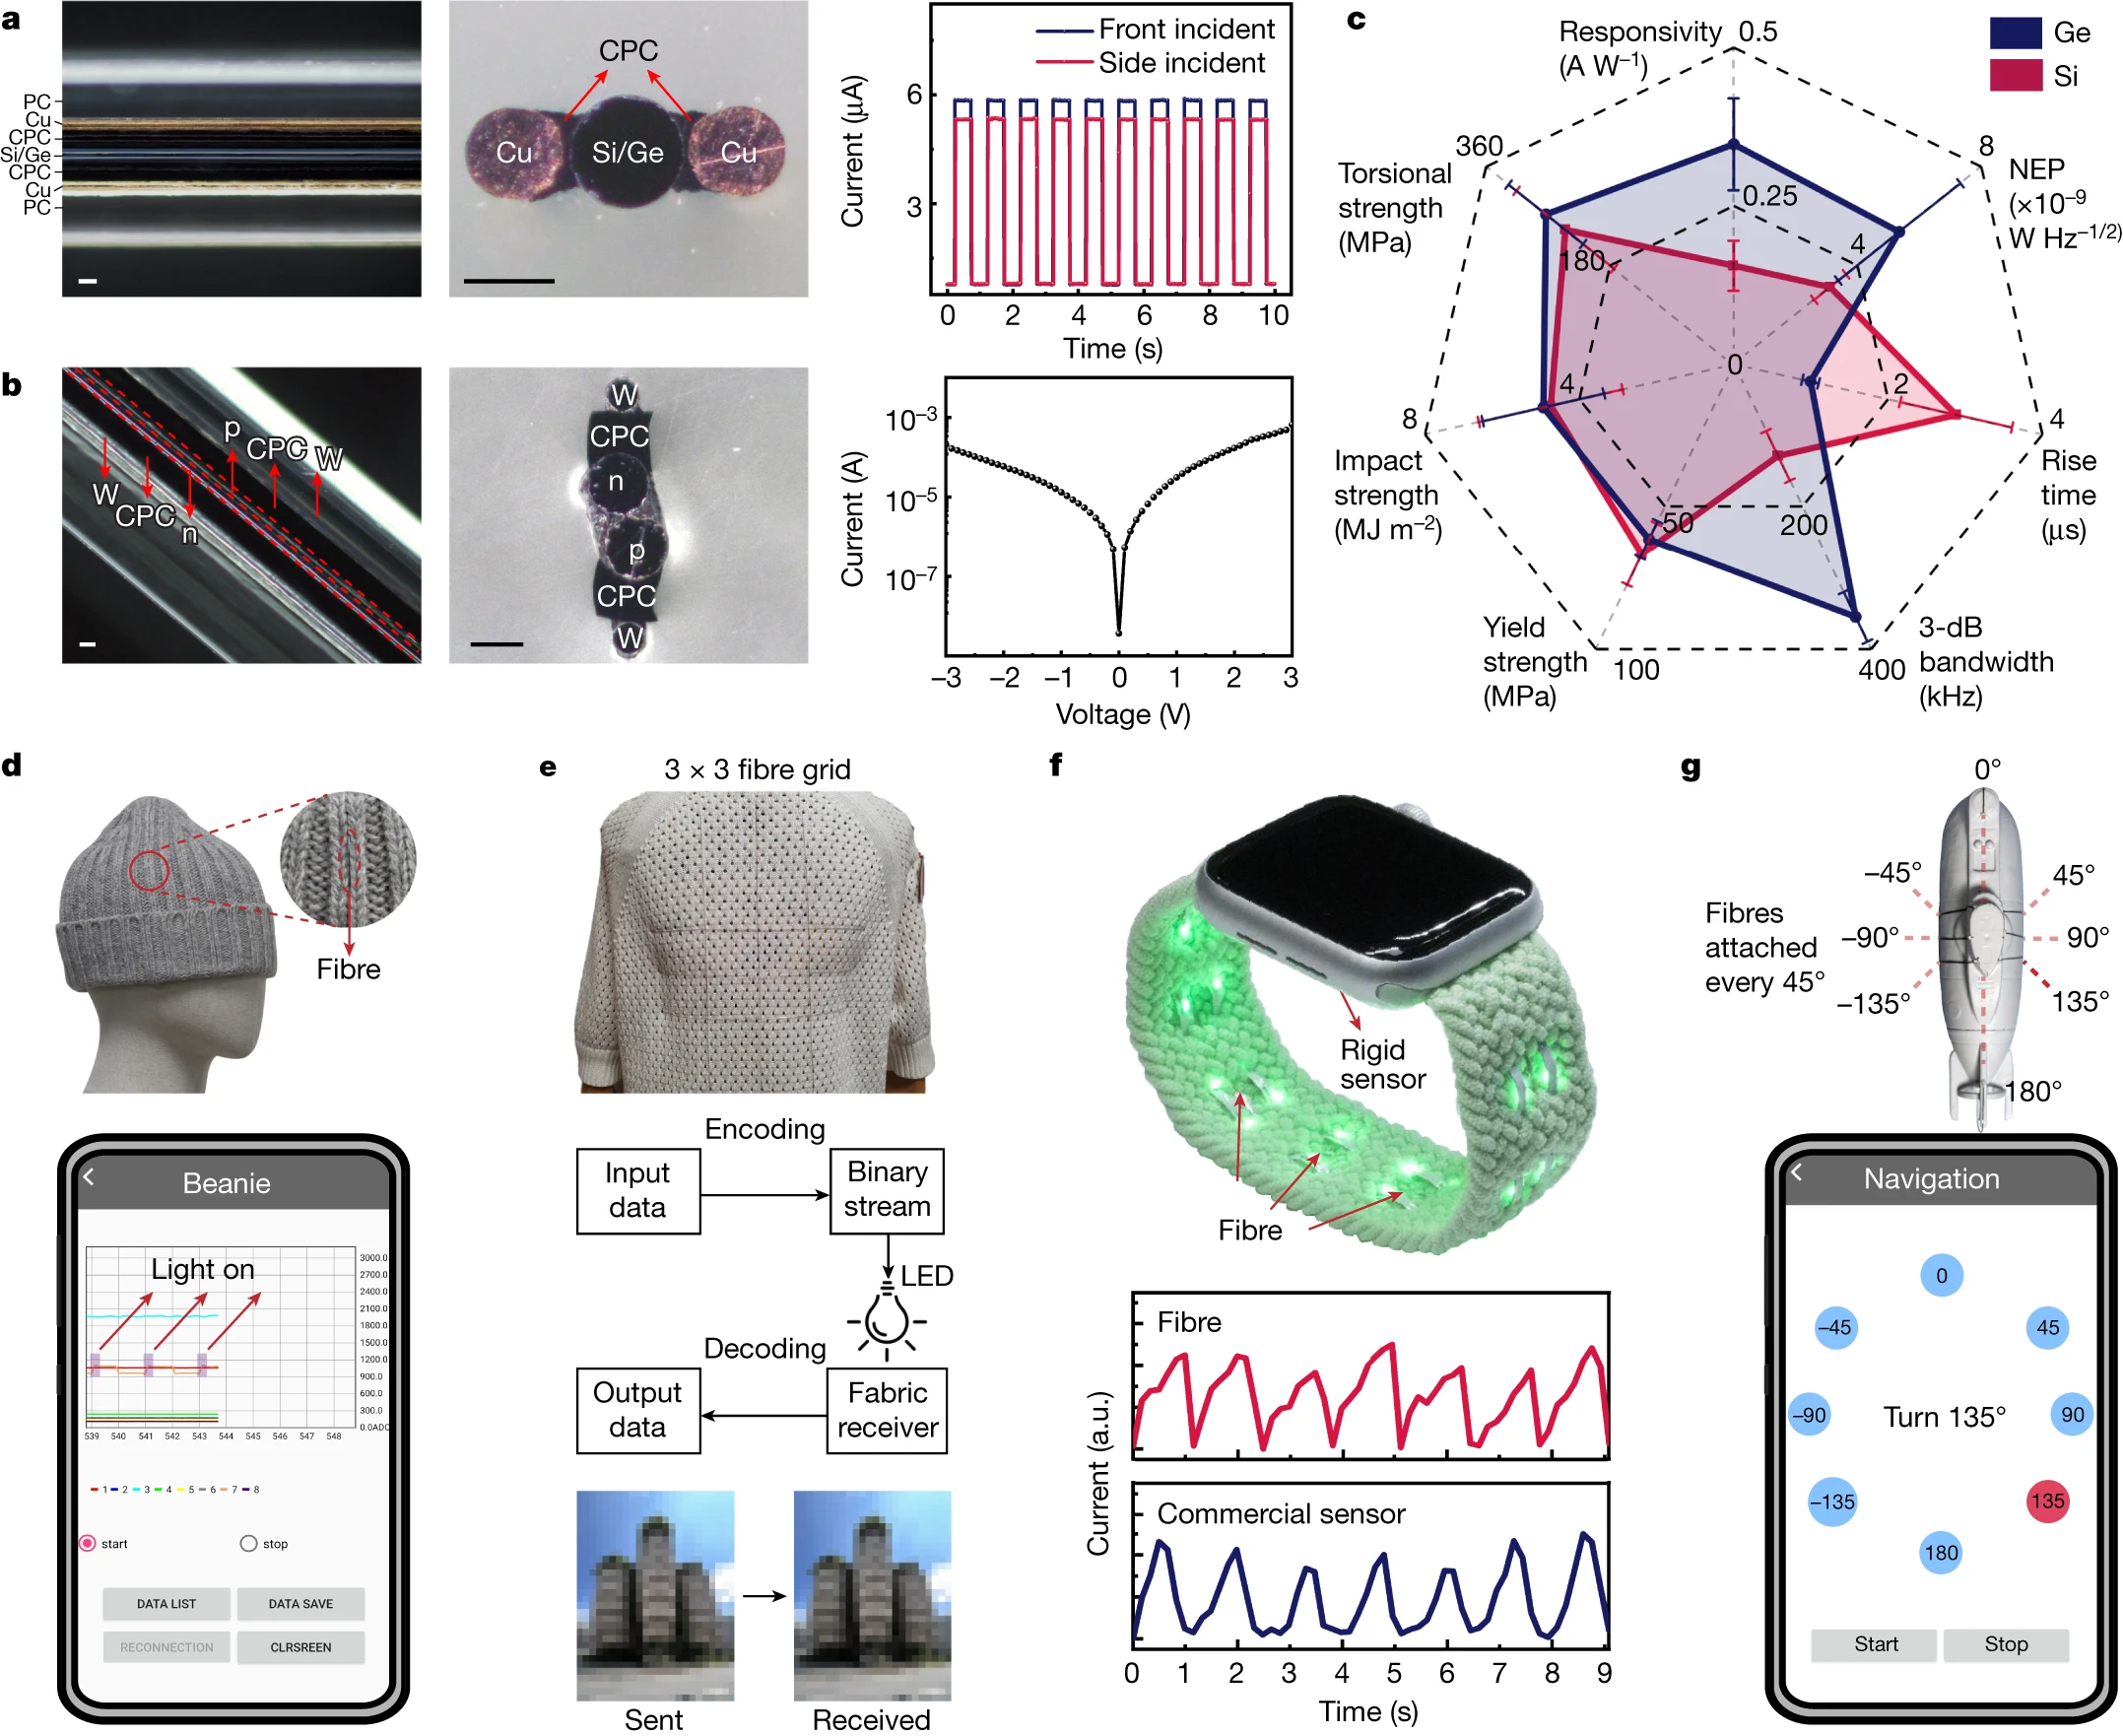 a
PC
Cu
CPC
Si/Ge
CPC
Cu
PC
CPC
Cu
Si/Ge
Cu
Front incident
Side incident
Current (μA)
6
3
0 2 4 6 8 10
Time (s)
b
W
CPC
n
p
CPC
W
W
CPC
n
p
CPC
W
Current (A)
10⁻³
10⁻⁵
10⁻⁷
−3 −2 −1 0 1 2 3
Voltage (V)
c
Ge
Si
Responsivity
(A W⁻¹)
0.5
0.25
8
4
NEP
(×10⁻⁹
W Hz⁻¹/²)
360
180
Torsional
strength
(MPa)
0
2
4
Rise
time
(μs)
4
8
Impact
strength
(MJ m⁻²)
50
200
Yield
strength
(MPa)
100
400
3-dB
bandwidth
(kHz)
d
Fibre
Beanie
Light on
3000.0
2700.0
2400.0
2100.0
1800.0
1500.0
1200.0
900.0
600.0
300.0
0.0ADC
539 540 541 542 543 544 545 546 547 548
1 2 3 4 5 6 7 8
start
stop
DATA LIST
DATA SAVE
RECONNECTION
CLRSREEN
e
3 × 3 fibre grid
Encoding
Input
data
Binary
stream
LED
Decoding
Output
data
Fabric
receiver
Sent
Received
f
Rigid
sensor
Fibre
Current (a.u.)
Fibre
Commercial sensor
0 1 2 3 4 5 6 7 8 9
Time (s)
g
0°
−45°
45°
Fibres
attached
every 45°
−90°
90°
−135°
135°
180°
Navigation
0
−45
45
−90
Turn 135°
90
−135
135
180
Start
Stop